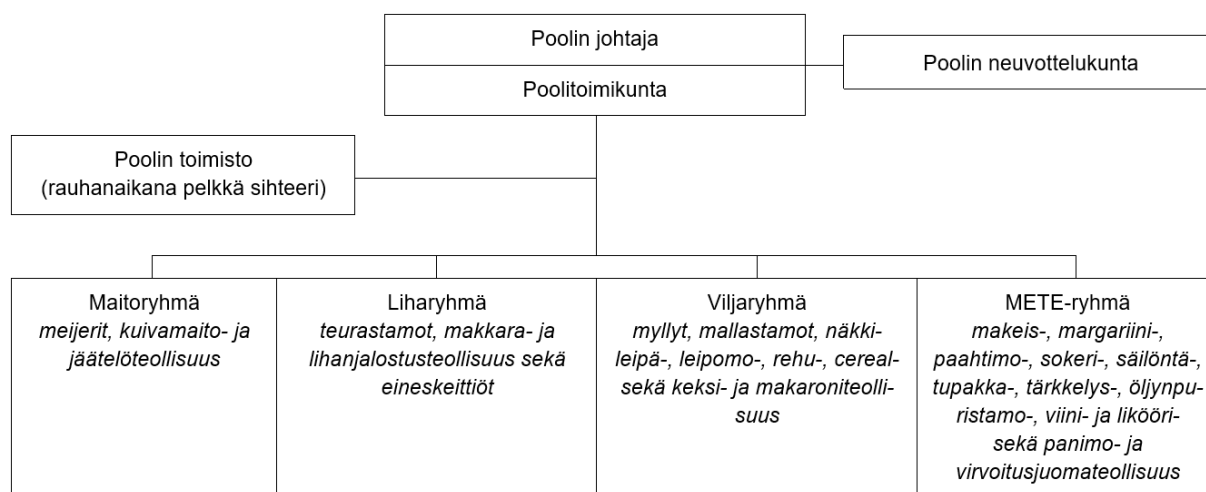 Poolin johtaja
Poolitoimikunta
Poolin neuvottelukunta
Poolin toimisto
(rauhanaikana pelkkä sihteeri)
Maitoryhmä
meijerit, kuivamaito- ja
jäätelöteollisuus
Liharyhmä
teurastamot, makkara- ja
lihanjalostusteollisuus sekä
eineskeittiöt
Viljaryhmä
myllyt, mallastamot, näkki-
leipä-, leipomo-, rehu-, cereal-
sekä keksi- ja makaroniteolli-
suus
METE-ryhmä
makeis-, margariini-,
paahtimo-, sokeri-, säilöntä-,
tupakka-, tärkkelys-, öljynpu-
ristamo-, viini- ja likööri-
sekä panimo- ja
virvoitusjuomateollisuus